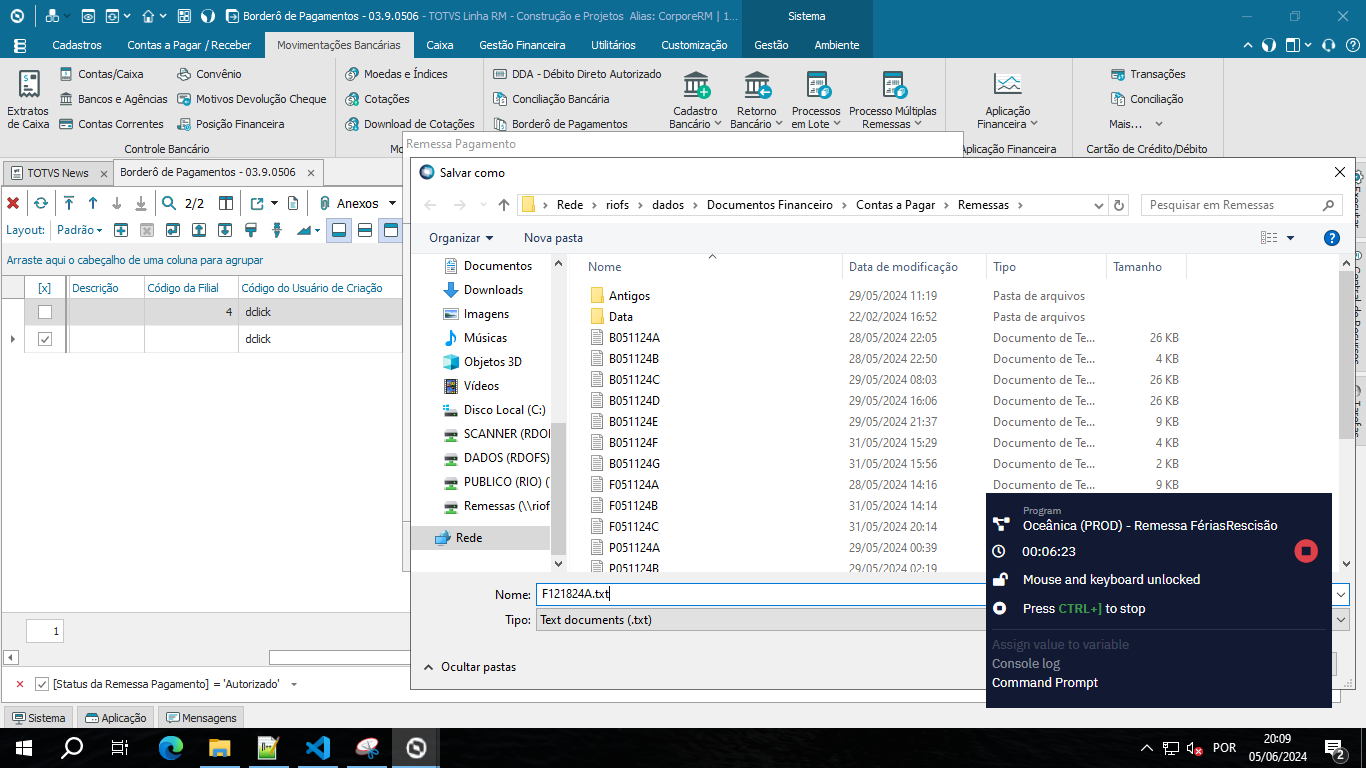 Borderô de Pagamentos - 03.9.0506 - TOTVS Linha RM - Construção e Projetos Alias: CorporeRM | 1...
Sistema
Cadastros
Contas a Pagar / Receber
Movimentações Bancárias
Caixa
Gestão Financeira
Utilitários
Customização
Gestão
Ambiente
Extratos
de Caixa
Contas/Caixa
Bancos e Agências
Contas Correntes
Convênio
Motivos Devolução Cheque
Posição Financeira
Controle Bancário
Moedas e Índices
Cotações
Download de Cotações
DDA - Débito Direto Autorizado
Conciliação Bancária
Borderô de Pagamentos
Cadastro
Bancário
Retorno
Bancário
Processos
em Lote
Processo Múltiplas
Remessas
Aplicação
Financeira
Aplicação Financeira
Transações
Conciliação
Mais...
Cartão de Crédito/Débito
Remessa Pagamento
TOTVS News
Borderô de Pagamentos - 03.9.0506
2/2
Anexos
Layout:
Padrão
Arraste aqui o cabeçalho de uma coluna para agrupar
[x]
Descrição
Código da Filial
Código do Usuário de Criação
4
dclick
dclick
1
[Status da Remessa Pagamento] = 'Autorizado'
Sistema
Aplicação
Mensagens
Salvar como
Rede
riofs
dados
Documentos Financeiro
Contas a Pagar
Remessas
Pesquisar em Remessas
Organizar
Nova pasta
Documentos
Downloads
Imagens
Músicas
Objetos 3D
Vídeos
Disco Local (C:)
SCANNER (RDOF
DADOS (RDOFS)
PUBLICO (RIO) (
Remessas (\\riof
Rede
Nome
Data de modificação
Tipo
Tamanho
Antigos 29/05/2024 11:19 Pasta de arquivos
Data 22/02/2024 16:52 Pasta de arquivos
B051124A 28/05/2024 22:05 Documento de Te... 26 KB
B051124B 28/05/2024 22:50 Documento de Te... 4 KB
B051124C 29/05/2024 08:03 Documento de Te... 26 KB
B051124D 29/05/2024 16:06 Documento de Te... 26 KB
B051124E 29/05/2024 21:37 Documento de Te... 9 KB
B051124F 31/05/2024 15:29 Documento de Te... 4 KB
B051124G 31/05/2024 15:56 Documento de Te... 2 KB
F051124A 28/05/2024 14:16 Documento de Te... 9 KB
F051124B 31/05/2024 14:14
F051124C 31/05/2024 20:14
P051124A 29/05/2024 00:39
P051124B 29/05/2024 02:19
Nome:
F121824A.txt
Tipo:
Text documents (.txt)
Ocultar pastas
Program
Oceânica (PROD) - Remessa FériasRescisão
00:06:23
Mouse and keyboard unlocked
Press CTRL+] to stop
Assign value to variable
Console log
Command Prompt
POR
20:09
05/06/2024
2